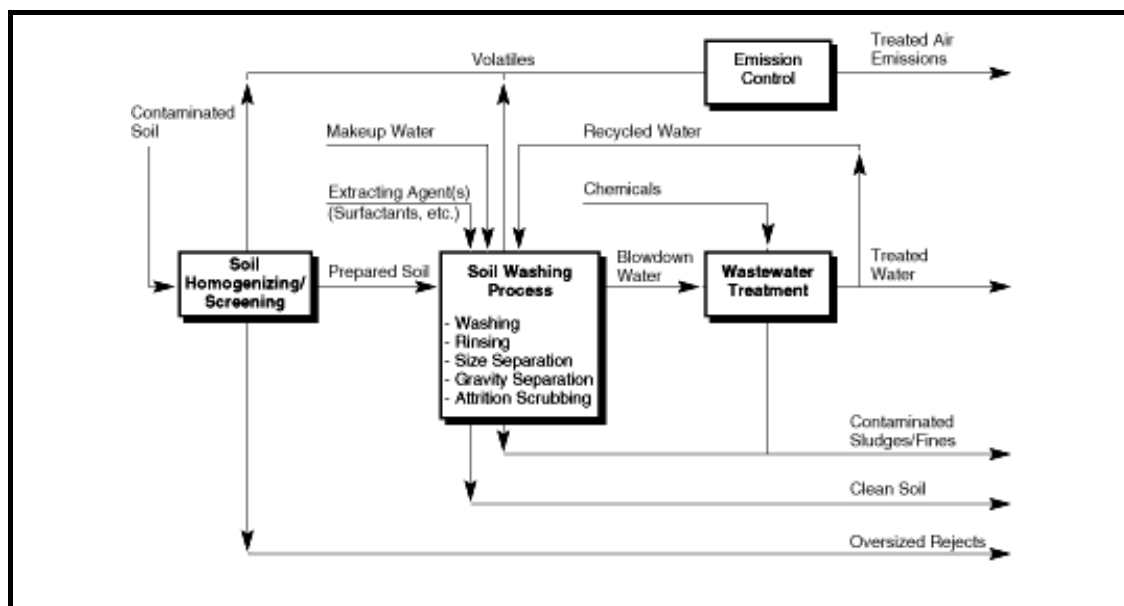 Volatiles
Emission
Control
Treated Air
Emissions
Contaminated
Soil
Makeup Water
Recycled Water
Extracting Agent(s)
(Surfactants, etc.)
Chemicals
Soil
Homogenizing/
Screening
Prepared Soil
Soil Washing
Process
- Washing
- Rinsing
- Size Separation
- Gravity Separation
- Attrition Scrubbing
Blowdown
Water
Wastewater
Treatment
Treated
Water
Contaminated
Sludges/Fines
Clean Soil
Oversized Rejects